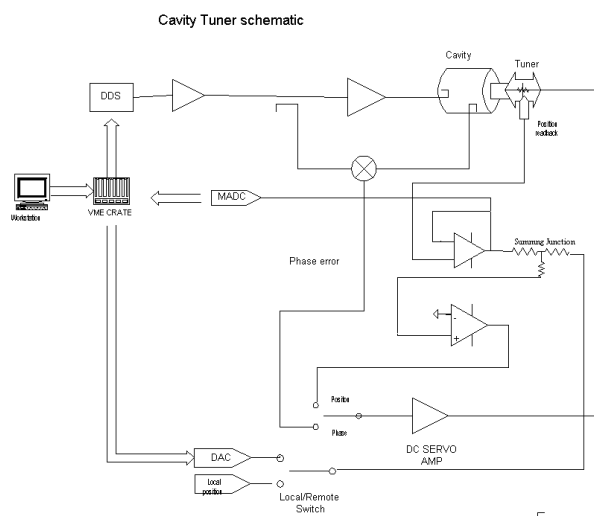 Cavity Tuner schematic
Cavity
Tuner
DDS
Position
readback
MADC
Workstation
VME CRATE
Summing Junction
Phase error
-
+
Position
Phase
DC SERVO
AMP
DAC
Local
position
Local/Remote
Switch